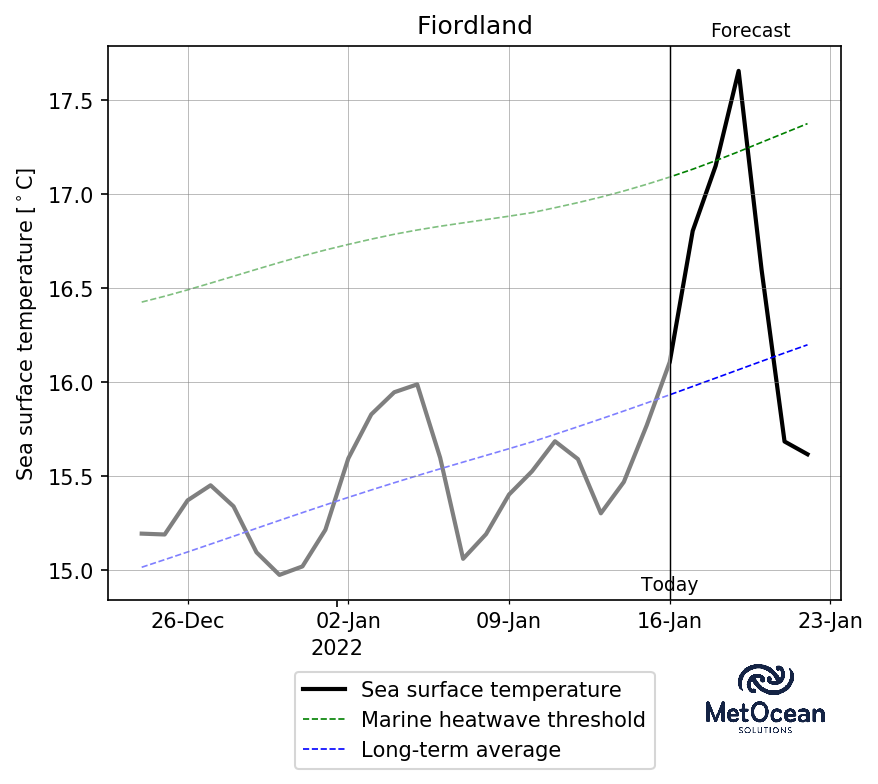 Fiordland
Forecast
Sea surface temperature [ ˚C]
17.5
17.0
16.5
16.0
15.5
15.0
Today
26-Dec 02-Jan 09-Jan 16-Jan 23-Jan
2022
Sea surface temperature
Marine heatwave threshold
Long-term average
MetOcean
SOLUTIONS